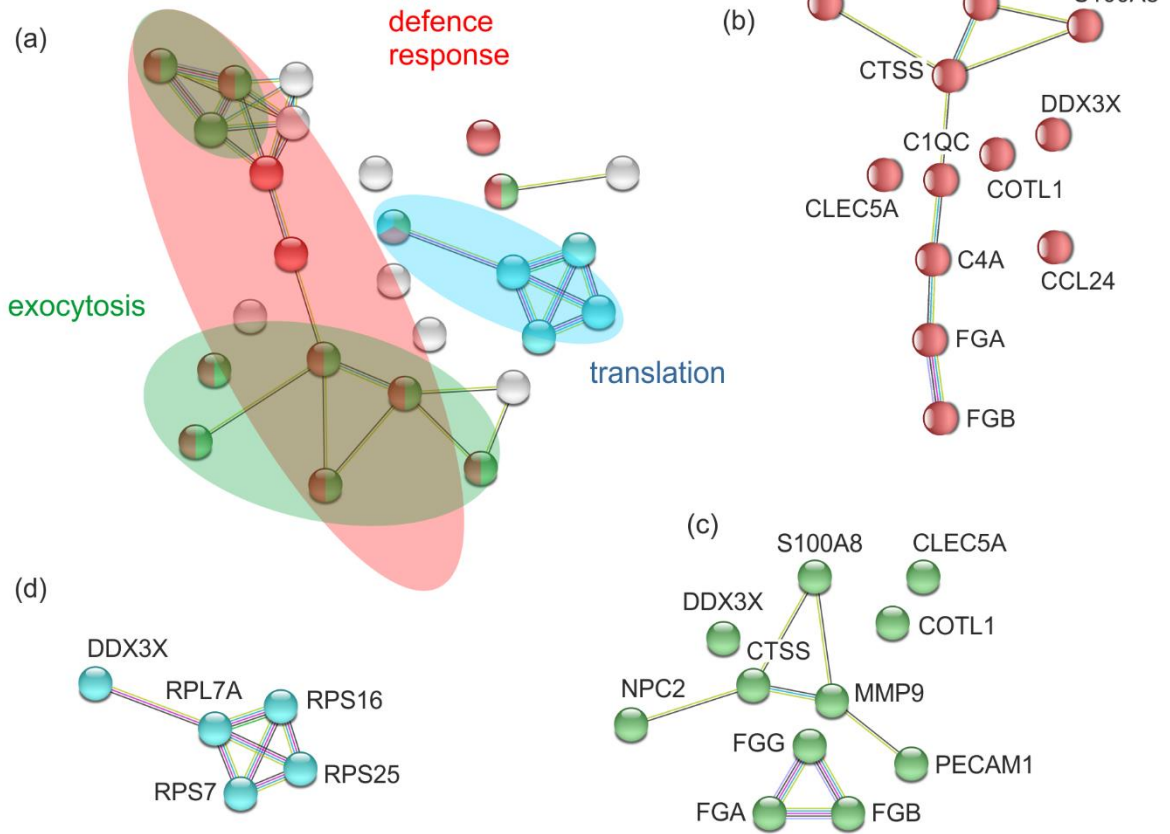 (a)
defence
response
exocytosis
translation
(b)
CTSS
DDX3X
C1QC
COTL1
CLEC5A
C4A
CCL24
FGA
FGB
(c)
S100A8
CLEC5A
DDX3X
COTL1
CTSS
NPC2
MMP9
FGG
PECAM1
FGA
FGB
(d)
DDX3X
RPL7A
RPS16
RPS25
RPS7